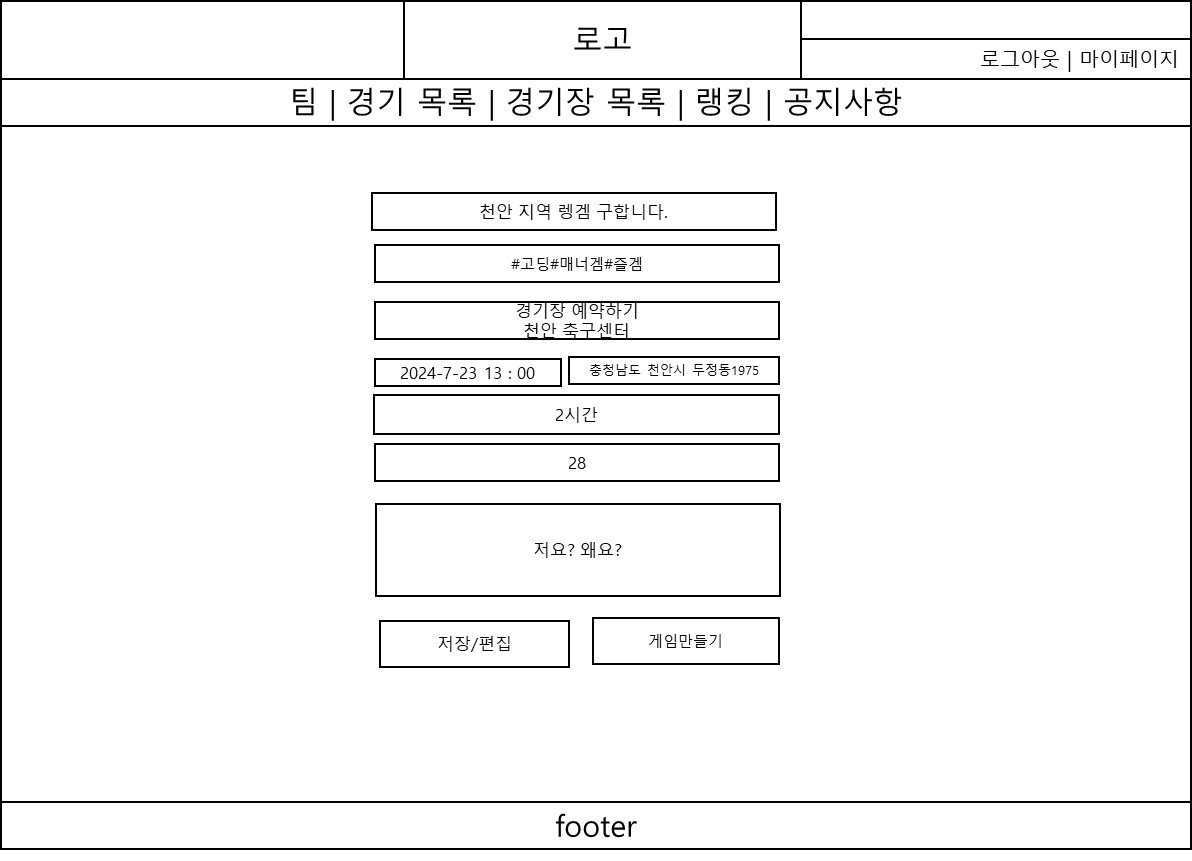 로고
로그아웃 | 마이페이지
팀 | 경기 목록 | 경기장 목록 | 랭킹 | 공지사항
천안 지역 렝겜 구합니다.
#고딩#매너겜#즐겜
경기장 예약하기
천안 축구센터
2024-7-23 13 : 00
충청남도 천안시 두정동1975
2시간
28
저요? 왜요?
저장/편집
게임만들기
footer